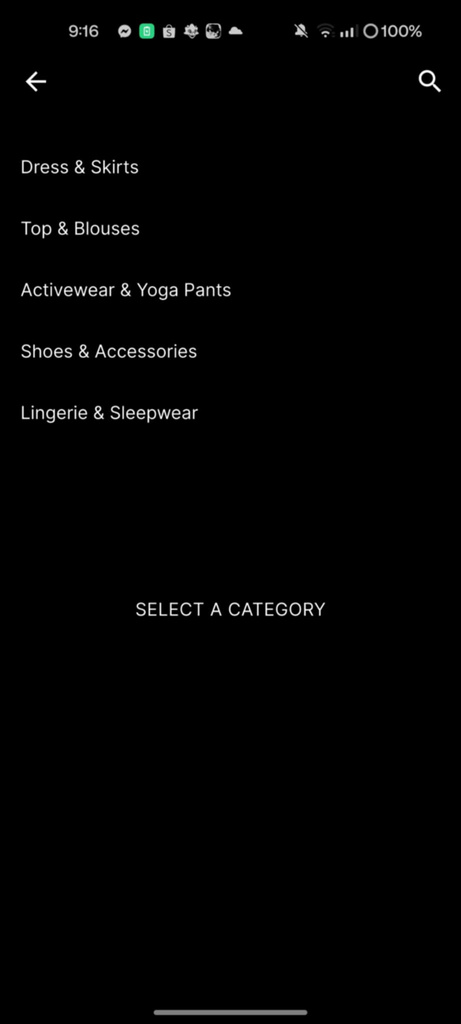 9:16
100%
Dress & Skirts
Top & Blouses
Activewear & Yoga Pants
Shoes & Accessories
Lingerie & Sleepwear
SELECT A CATEGORY